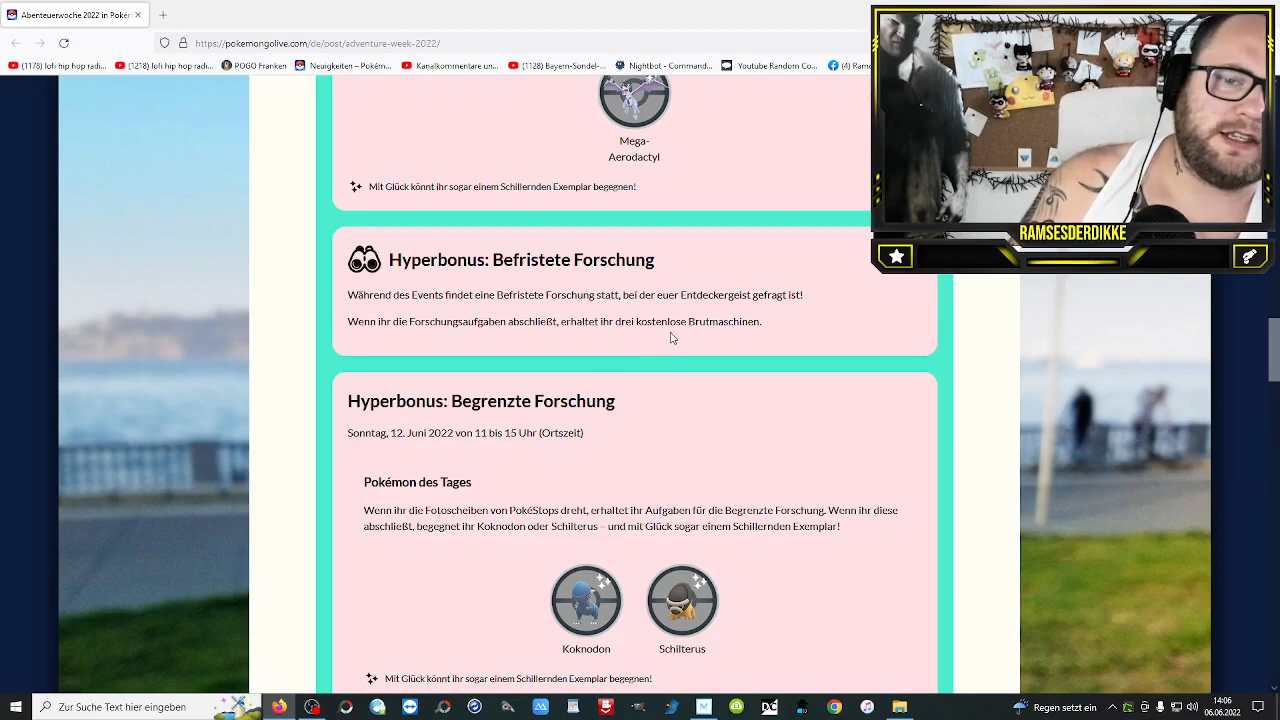 Abenteuerwoche 2022 in Pokém
https://pokemongolive.com/post/adventure-week-2022
(1178) lofi hip hop radi...
(1238) lofi hip hop radi...
POGO Franken
Kanalkommentare un...
(1128) Bayern-Sondel-...
Nightbot - Comman...
Youtube Random Co...
(4) Ram
Mega-
Aerodactyl
Mit Glück könnt ihr sogar einem Schillernden Exemplar begegnen!
RAMSESDERDIKKE
Hyperbonus: Befristete Forschung
Während des Events findet eine Befristete Forschung statt, bei der euer Entdeckergeist gefragt ist!
Wenn ihr die Forschungsaufgaben abschließt, erhaltet ihr drei kostenlose Brutmaschinen.
Hyperbonus: Begrenzte Forschung
Sonntag, 12. Juni 2022 von 11 bis 15 Uhr (Ortszeit)
Pokémon des Tages
Wenn ihr die Fotoscheiben von PokéStops dreht, erhaltet ihr Aufgaben für die Begrenzte Forschung. Wenn ihr diese
abschließt, begegnet ihr Koknodon oder Schilterus – und mit Glück sogar einem Schillernden Exemplar!
Koknodon
Schilterus
Mit Glück könnt ihr sogar einem Schillernden Exemplar begegnen!
Zur Suche Text hier eingeben
Regen setzt ein
14:06
06.06.2022